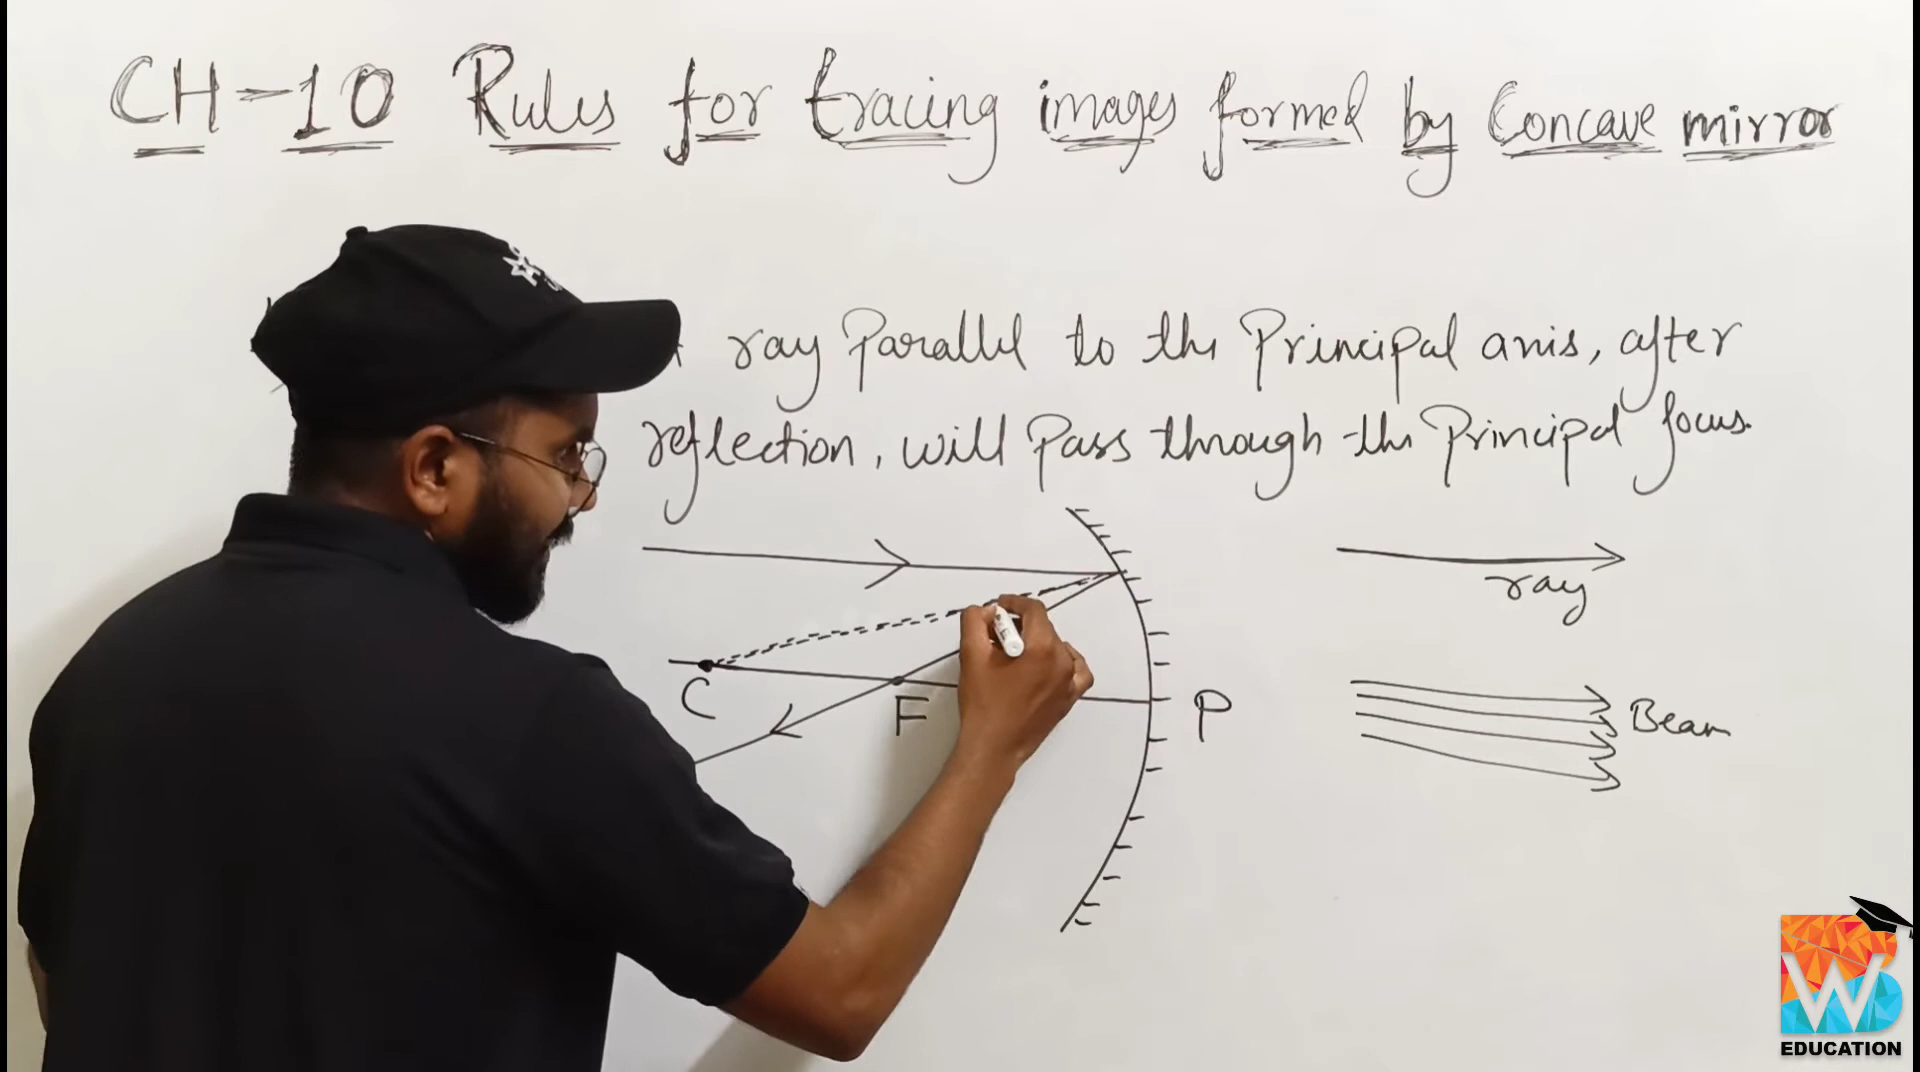 CH-10 Rules for tracing images formed by Concave mirror
ray Parallel to the Principal axis, after
reflection, will Pass through the Principal focus.
ray
C
F
P
Beam
WB
EDUCATION